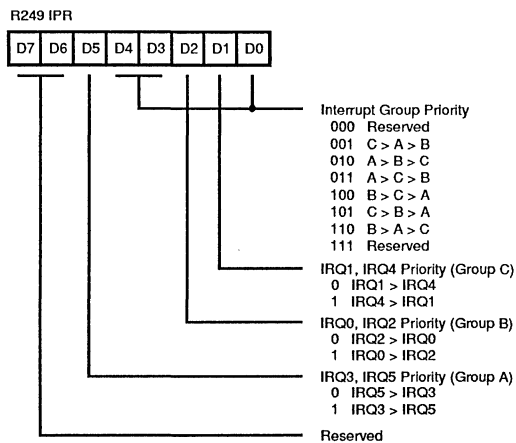 R249 IPR
D7 D6 D5 D4 D3 D2 D1 D0
Interrupt Group Priority
000 Reserved
001 C > A > B
010 A > B > C
011 A > C > B
100 B > C > A
101 C > B > A
110 B > A > C
111 Reserved
IRQ1, IRQ4 Priority (Group C)
0 IRQ1 > IRQ4
1 IRQ4 > IRQ1
IRQ0, IRQ2 Priority (Group B)
0 IRQ2 > IRQ0
1 IRQ0 > IRQ2
IRQ3, IRQ5 Priority (Group A)
0 IRQ5 > IRQ3
1 IRQ3 > IRQ5
Reserved